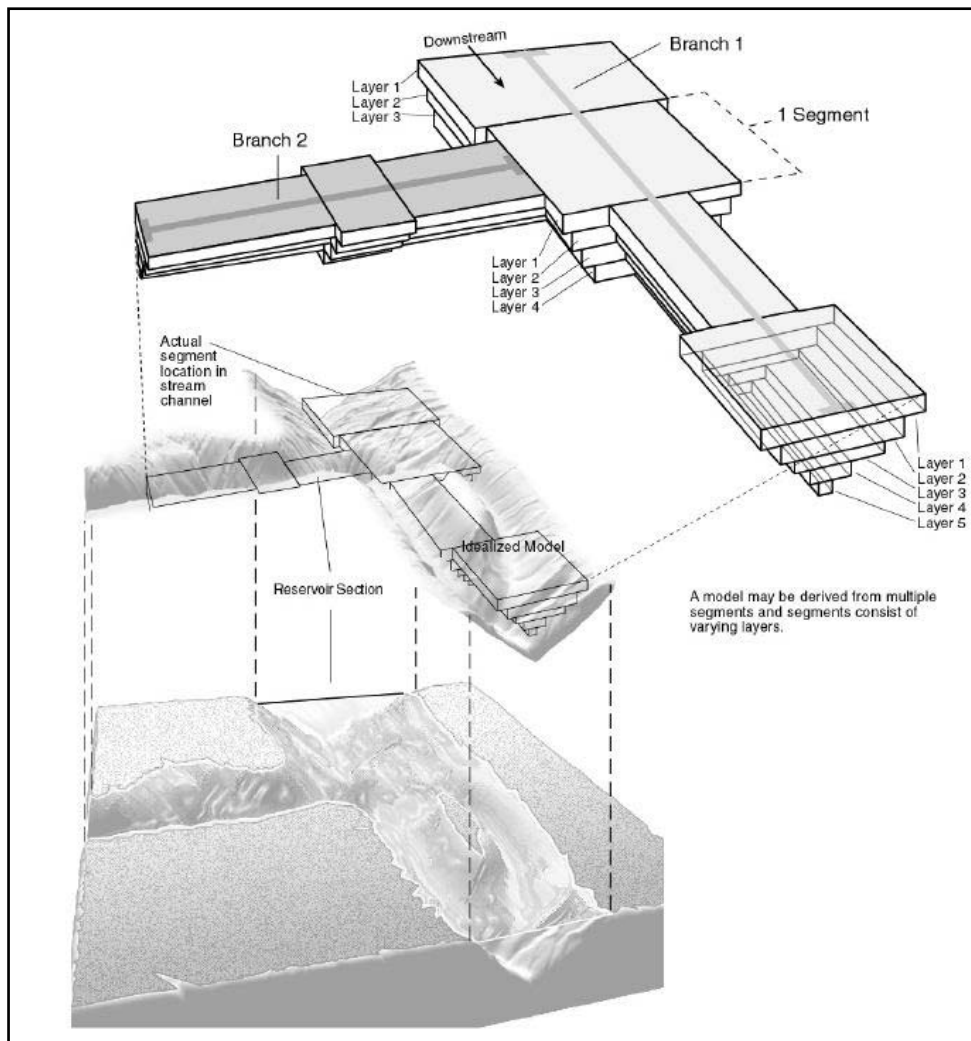 Downstream
Branch 1
Layer 1
Layer 2
Layer 3
1 Segment
Branch 2
Layer 1
Layer 2
Layer 3
Layer 4
Actual
segment
location in
stream
channel
Layer 1
Layer 2
Layer 3
Layer 4
Layer 5
Idealized Model
Reservoir Section
A model may be derived from multiple
segments and segments consist of
varying layers.